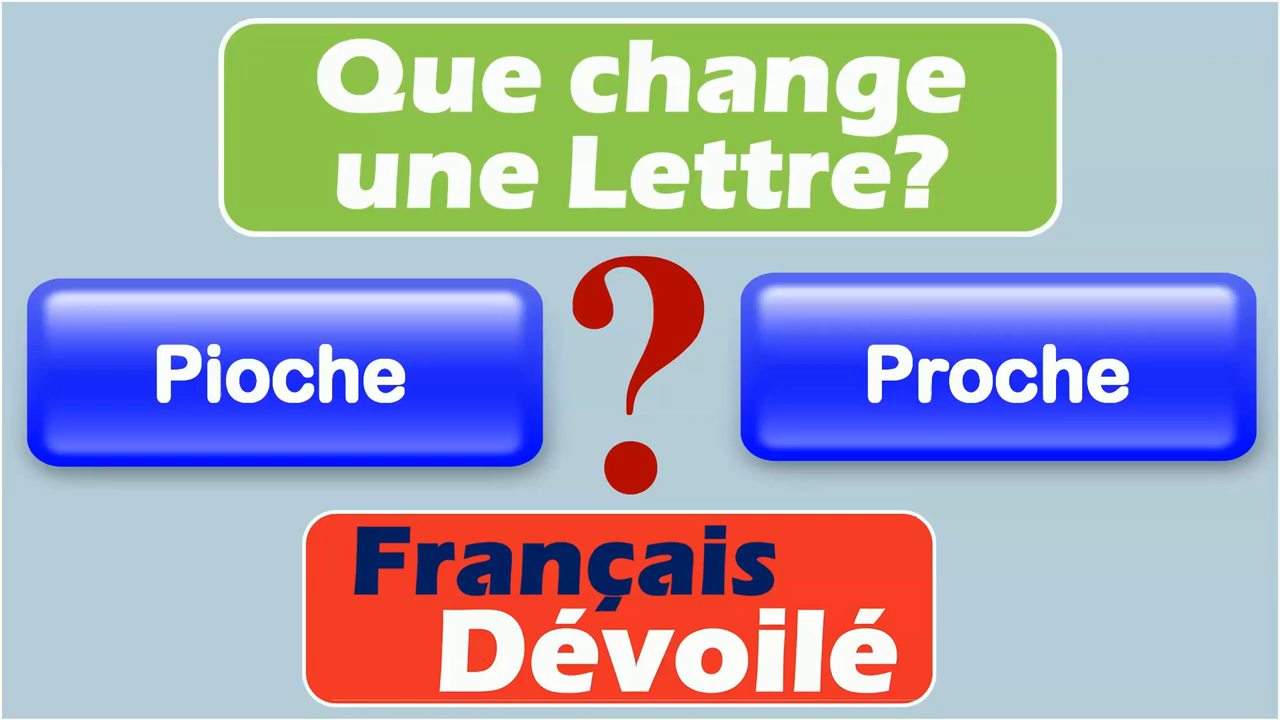 Que change
une Lettre?
Pioche
?
Proche
Français
Dévoilé